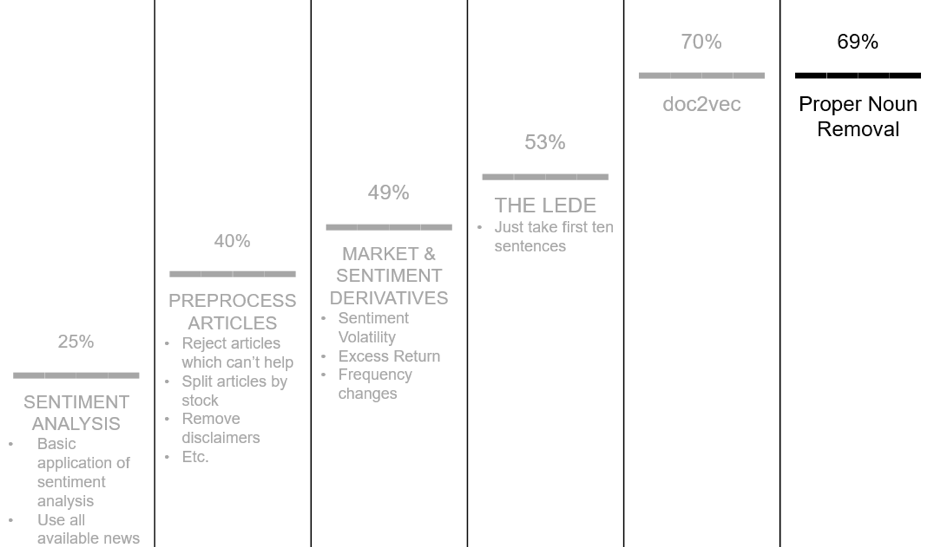 25%
SENTIMENT
ANALYSIS
• Basic
application of
sentiment
analysis
• Use all
available news
40%
PREPROCESS
ARTICLES
• Reject articles
which can't help
• Split articles by
stock
• Remove
disclaimers
• Etc.
49%
MARKET &
SENTIMENT
DERIVATIVES
• Sentiment
Volatility
• Excess Return
• Frequency
changes
53%
THE LEDE
• Just take first ten
sentences
70%
doc2vec
69%
Proper Noun
Removal